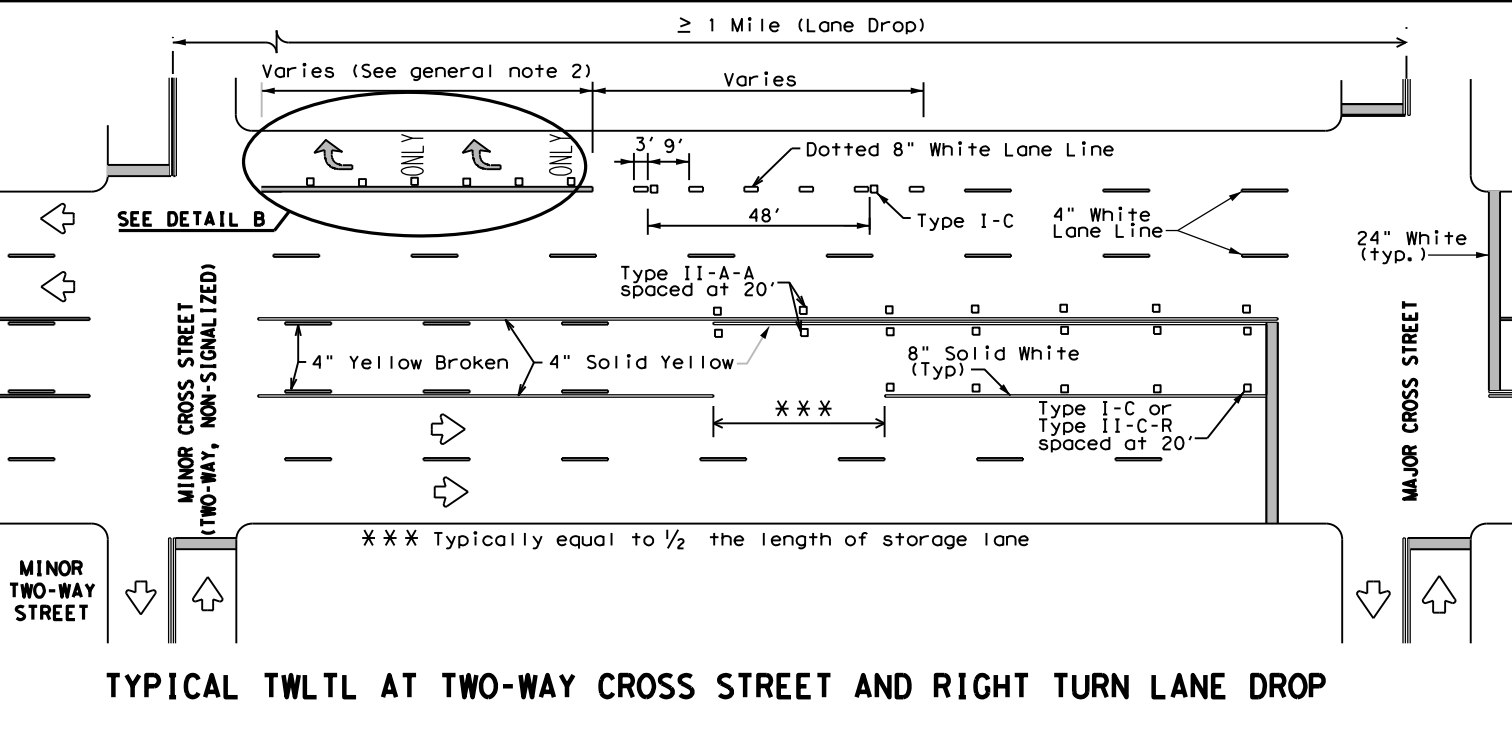 ≥ 1 Mile (Lane Drop)
Varies (See general note 2)
Varies
ONLY
ONLY
3' 9'
Dotted 8" White Lane Line
SEE DETAIL B
48'
Type I-C
4" White
Lane Line
24" White
(typ.)
Type II-A-A
spaced at 20'
MINOR CROSS STREET
(TWO-WAY, NON-SIGNALIZED)
4" Yellow Broken
4" Solid Yellow
8" Solid White
(Typ)
***
Type I-C or
Type II-C-R
spaced at 20'
MAJOR CROSS STREET
*** Typically equal to ½ the length of storage lane
MINOR
TWO-WAY
STREET
TYPICAL TWLTL AT TWO-WAY CROSS STREET AND RIGHT TURN LANE DROP